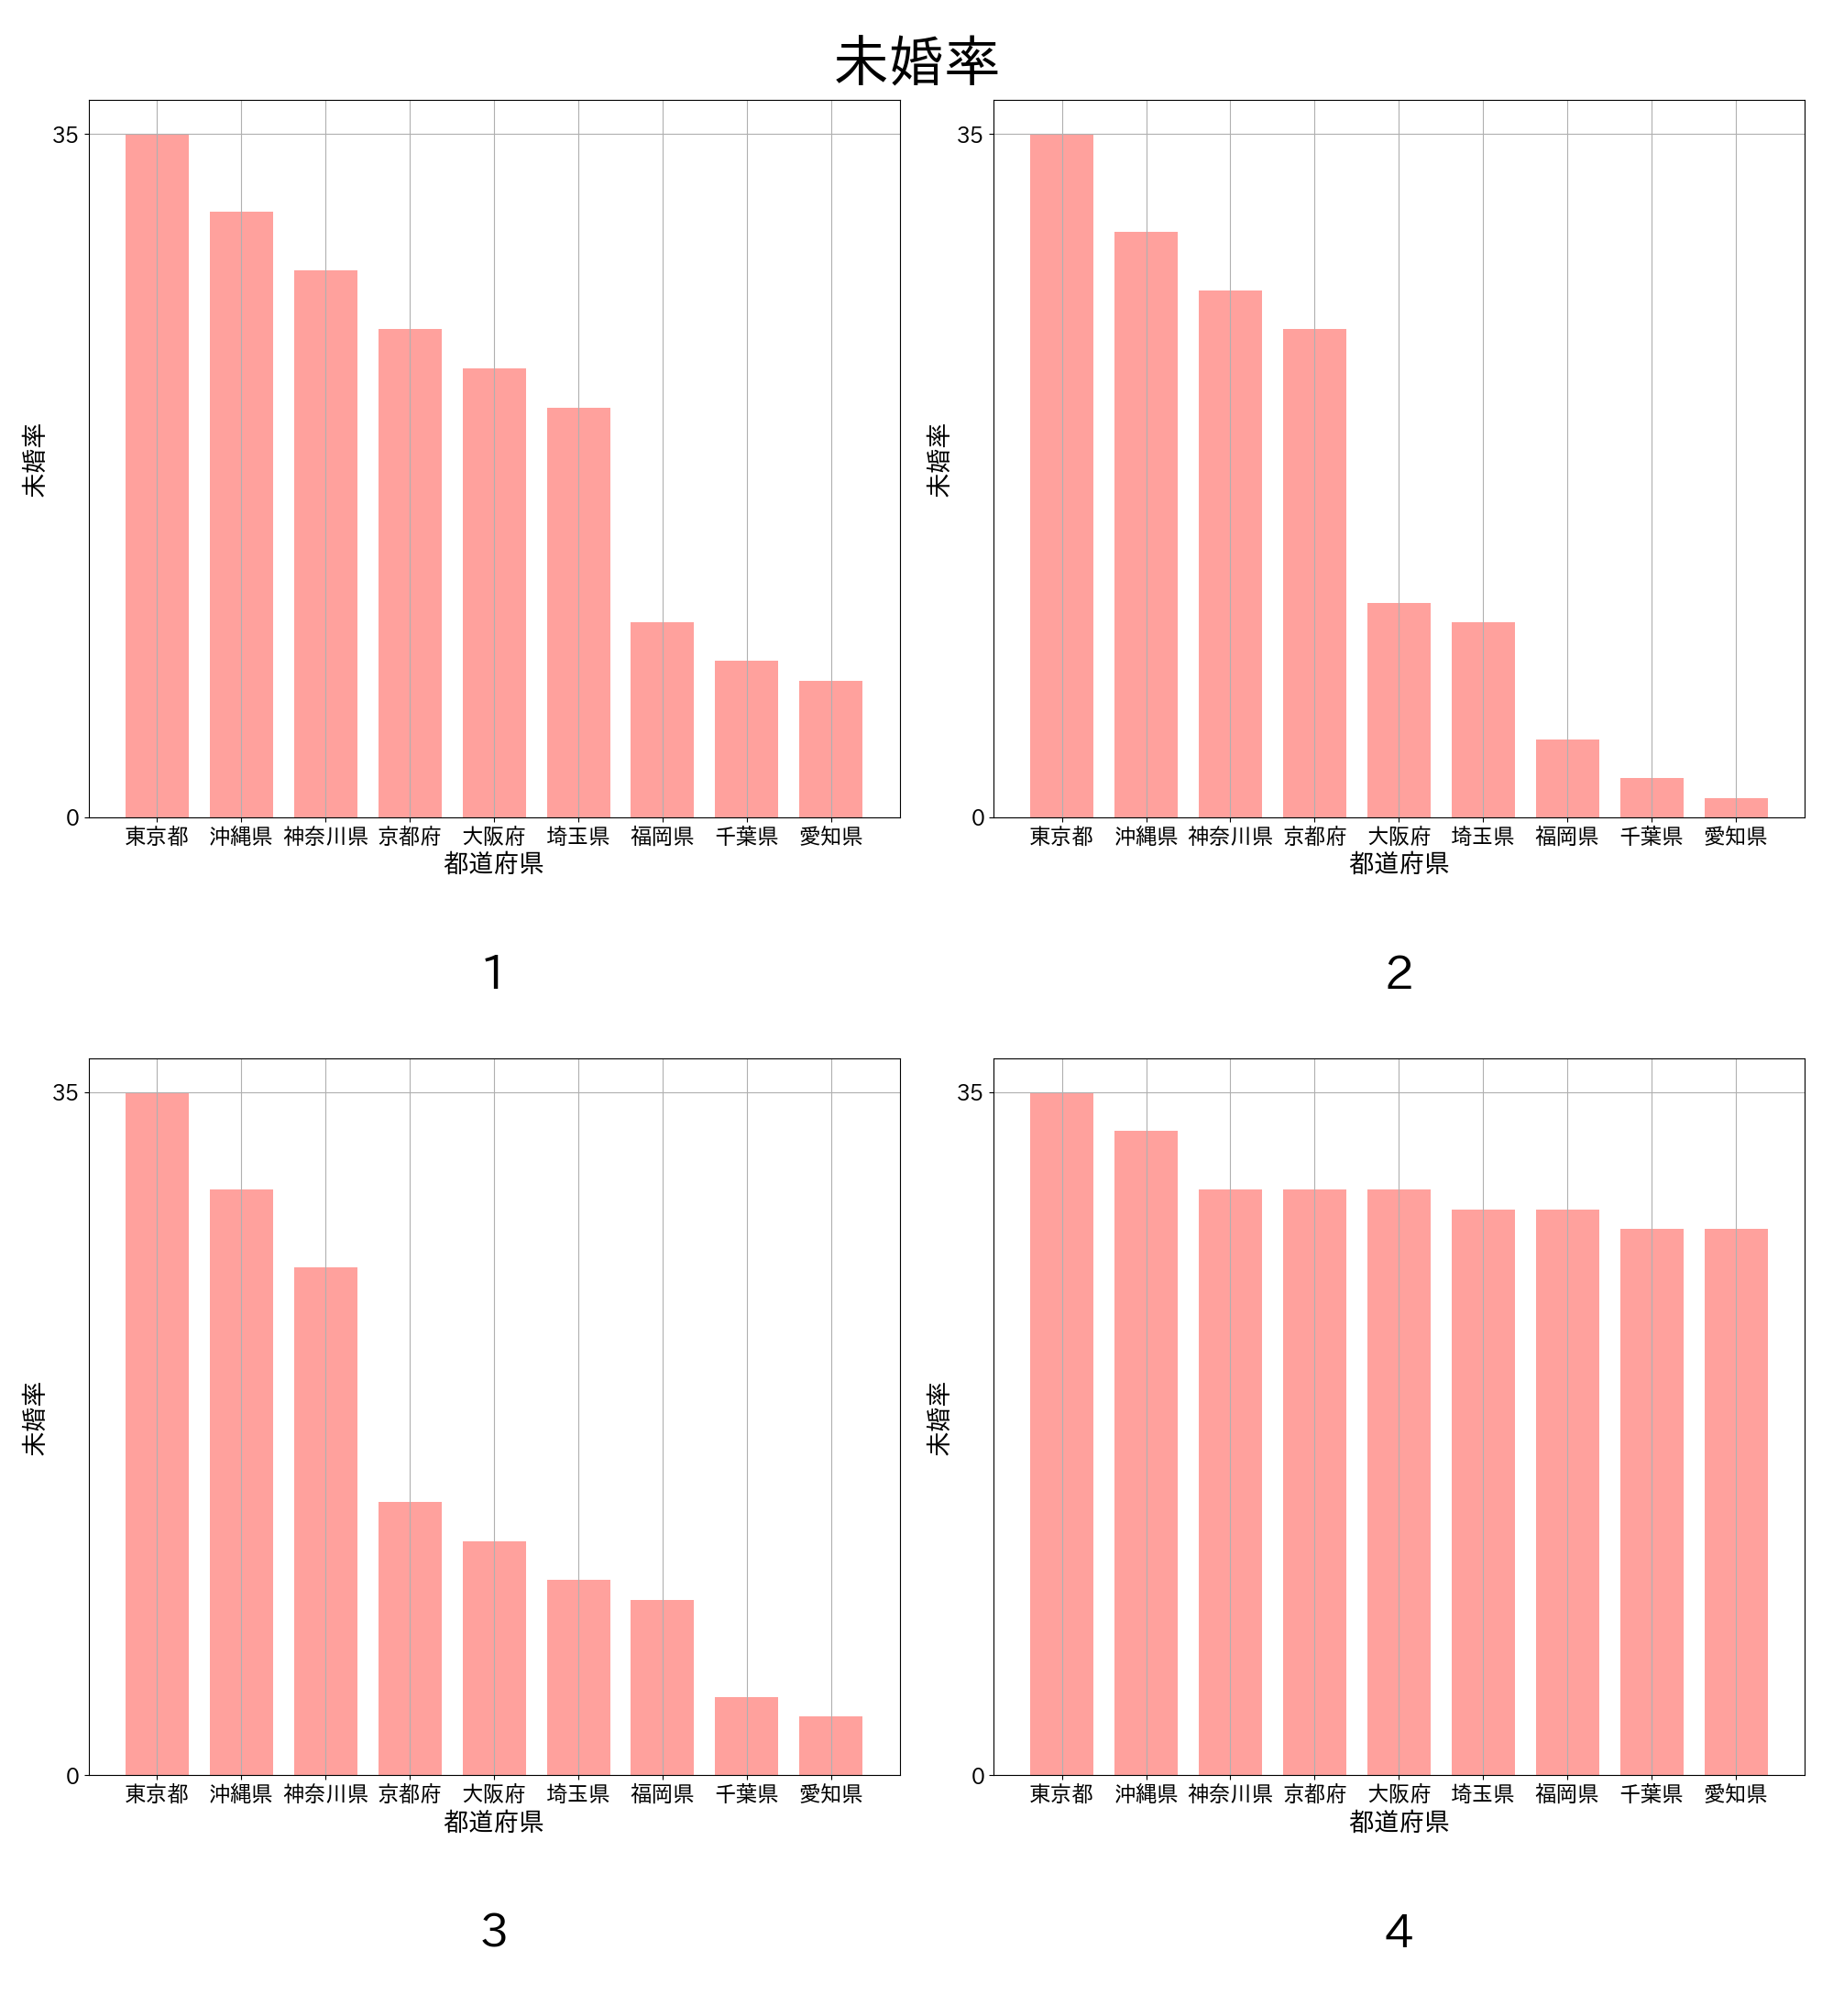 未婚率
35
0
未婚率
東京都 沖縄県 神奈川県 京都府 大阪府 埼玉県 福岡県 千葉県 愛知県
都道府県
1
35
0
未婚率
東京都 沖縄県 神奈川県 京都府 大阪府 埼玉県 福岡県 千葉県 愛知県
都道府県
2
35
0
未婚率
東京都 沖縄県 神奈川県 京都府 大阪府 埼玉県 福岡県 千葉県 愛知県
都道府県
3
35
0
未婚率
東京都 沖縄県 神奈川県 京都府 大阪府 埼玉県 福岡県 千葉県 愛知県
都道府県
4